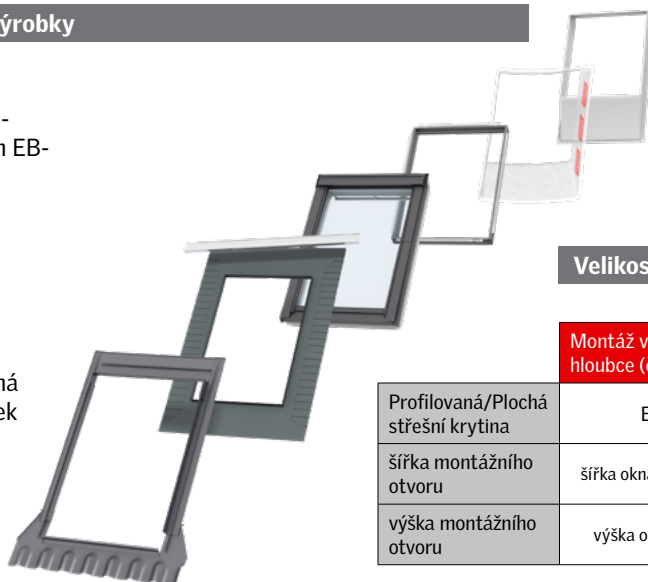 ýrobky
-
n EB-
ná
ek
Velikos
Montáž v
hloubce (
Profilovaná/Plochá
střešní krytina
E
šířka montážního
otvoru
šířka okna
výška montážního
otvoru
výška o